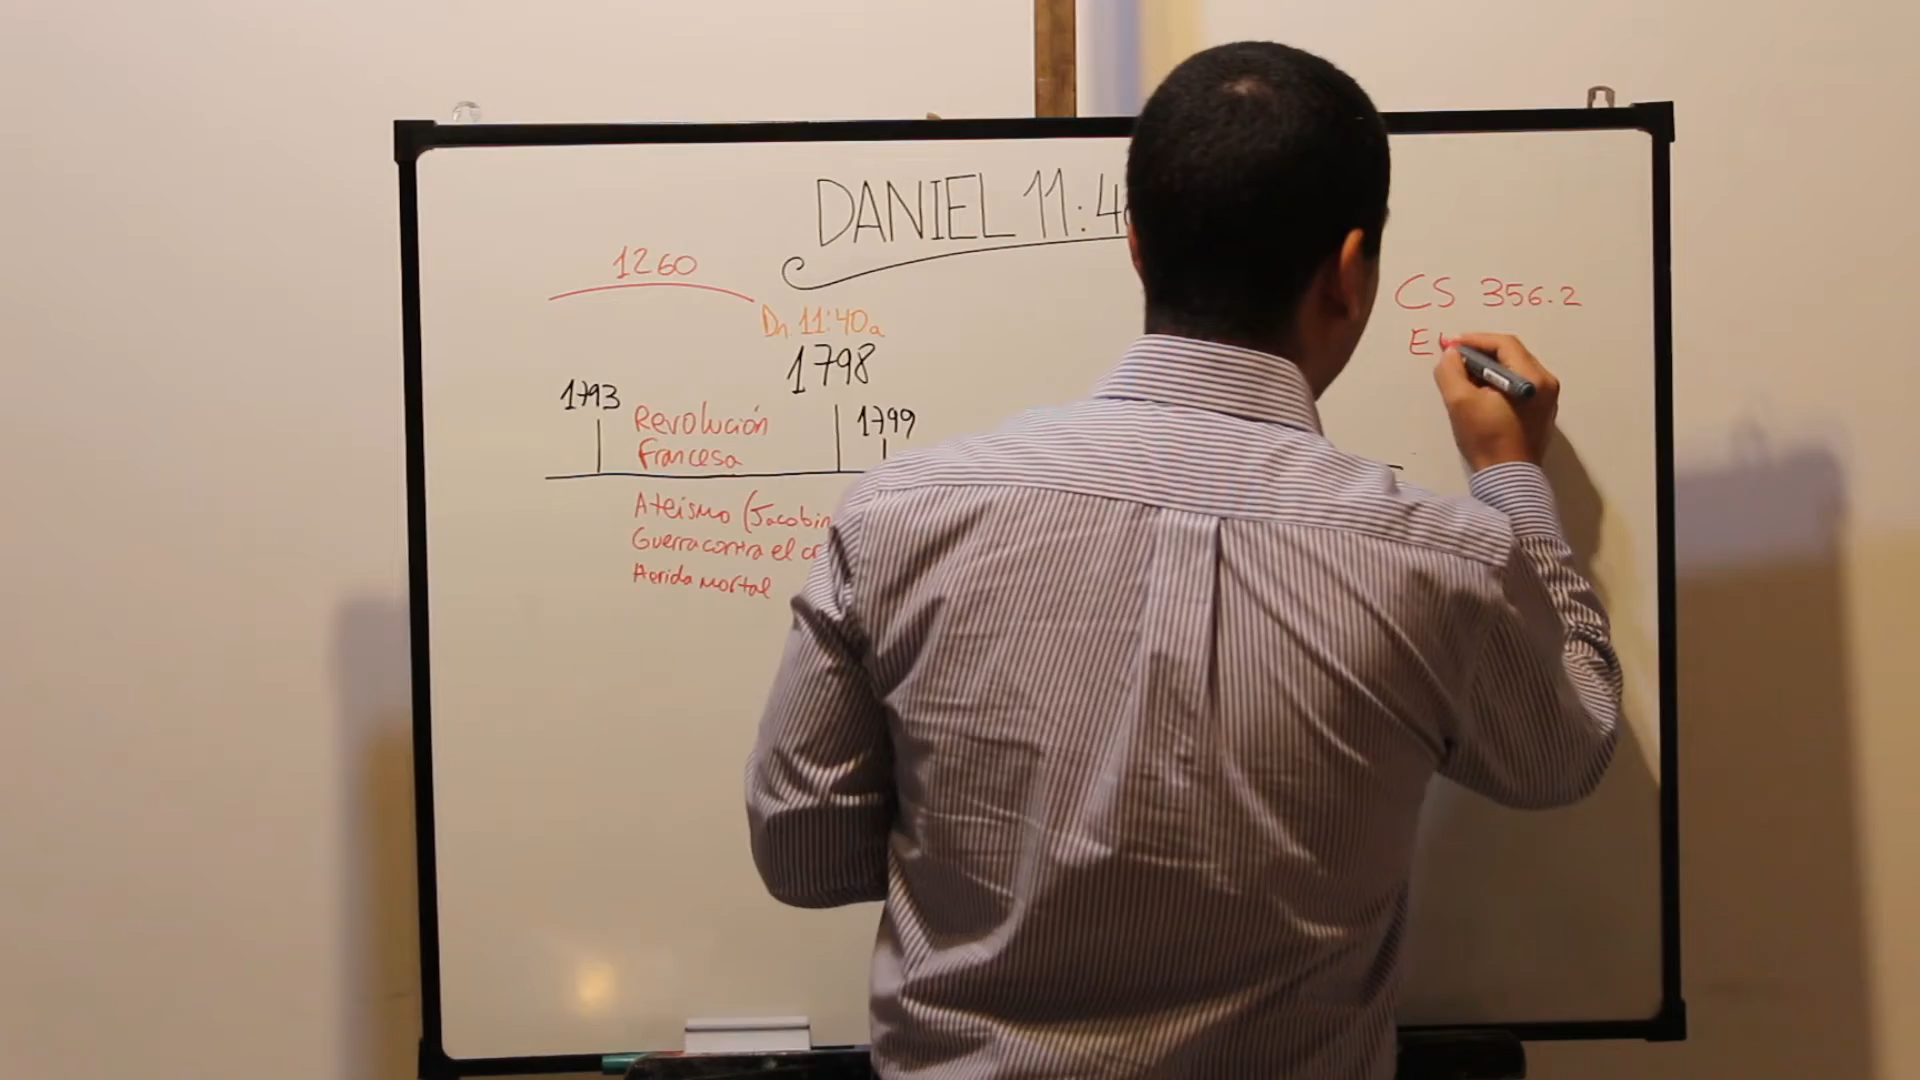 DANIEL 11:4
1260
Dn 11:40a
1798
1793
1799
Revolución
Francesa
Ateismo (Jacobin
Guerra contra el
Herida mortal
CS 356.2
E